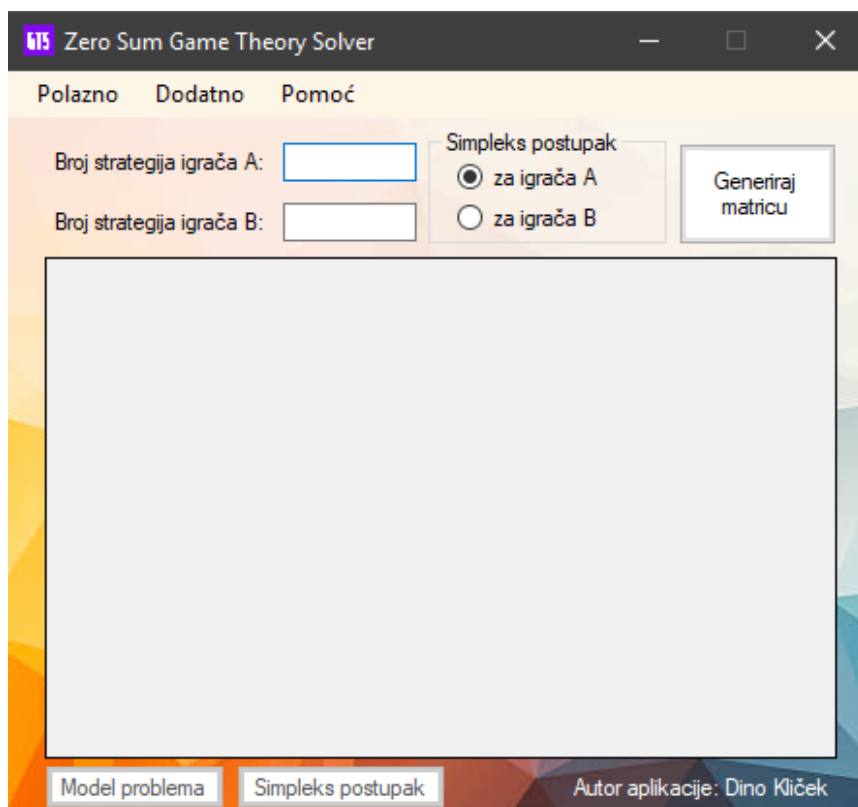 GTS Zero Sum Game Theory Solver
Polazno Dodatno Pomoć
Broj strategija igrača A:
Broj strategija igrača B:
Simpleks postupak
za igrača A
za igrača B
Generiraj
matricu
Model problema Simpleks postupak Autor aplikacije: Dino Kliček